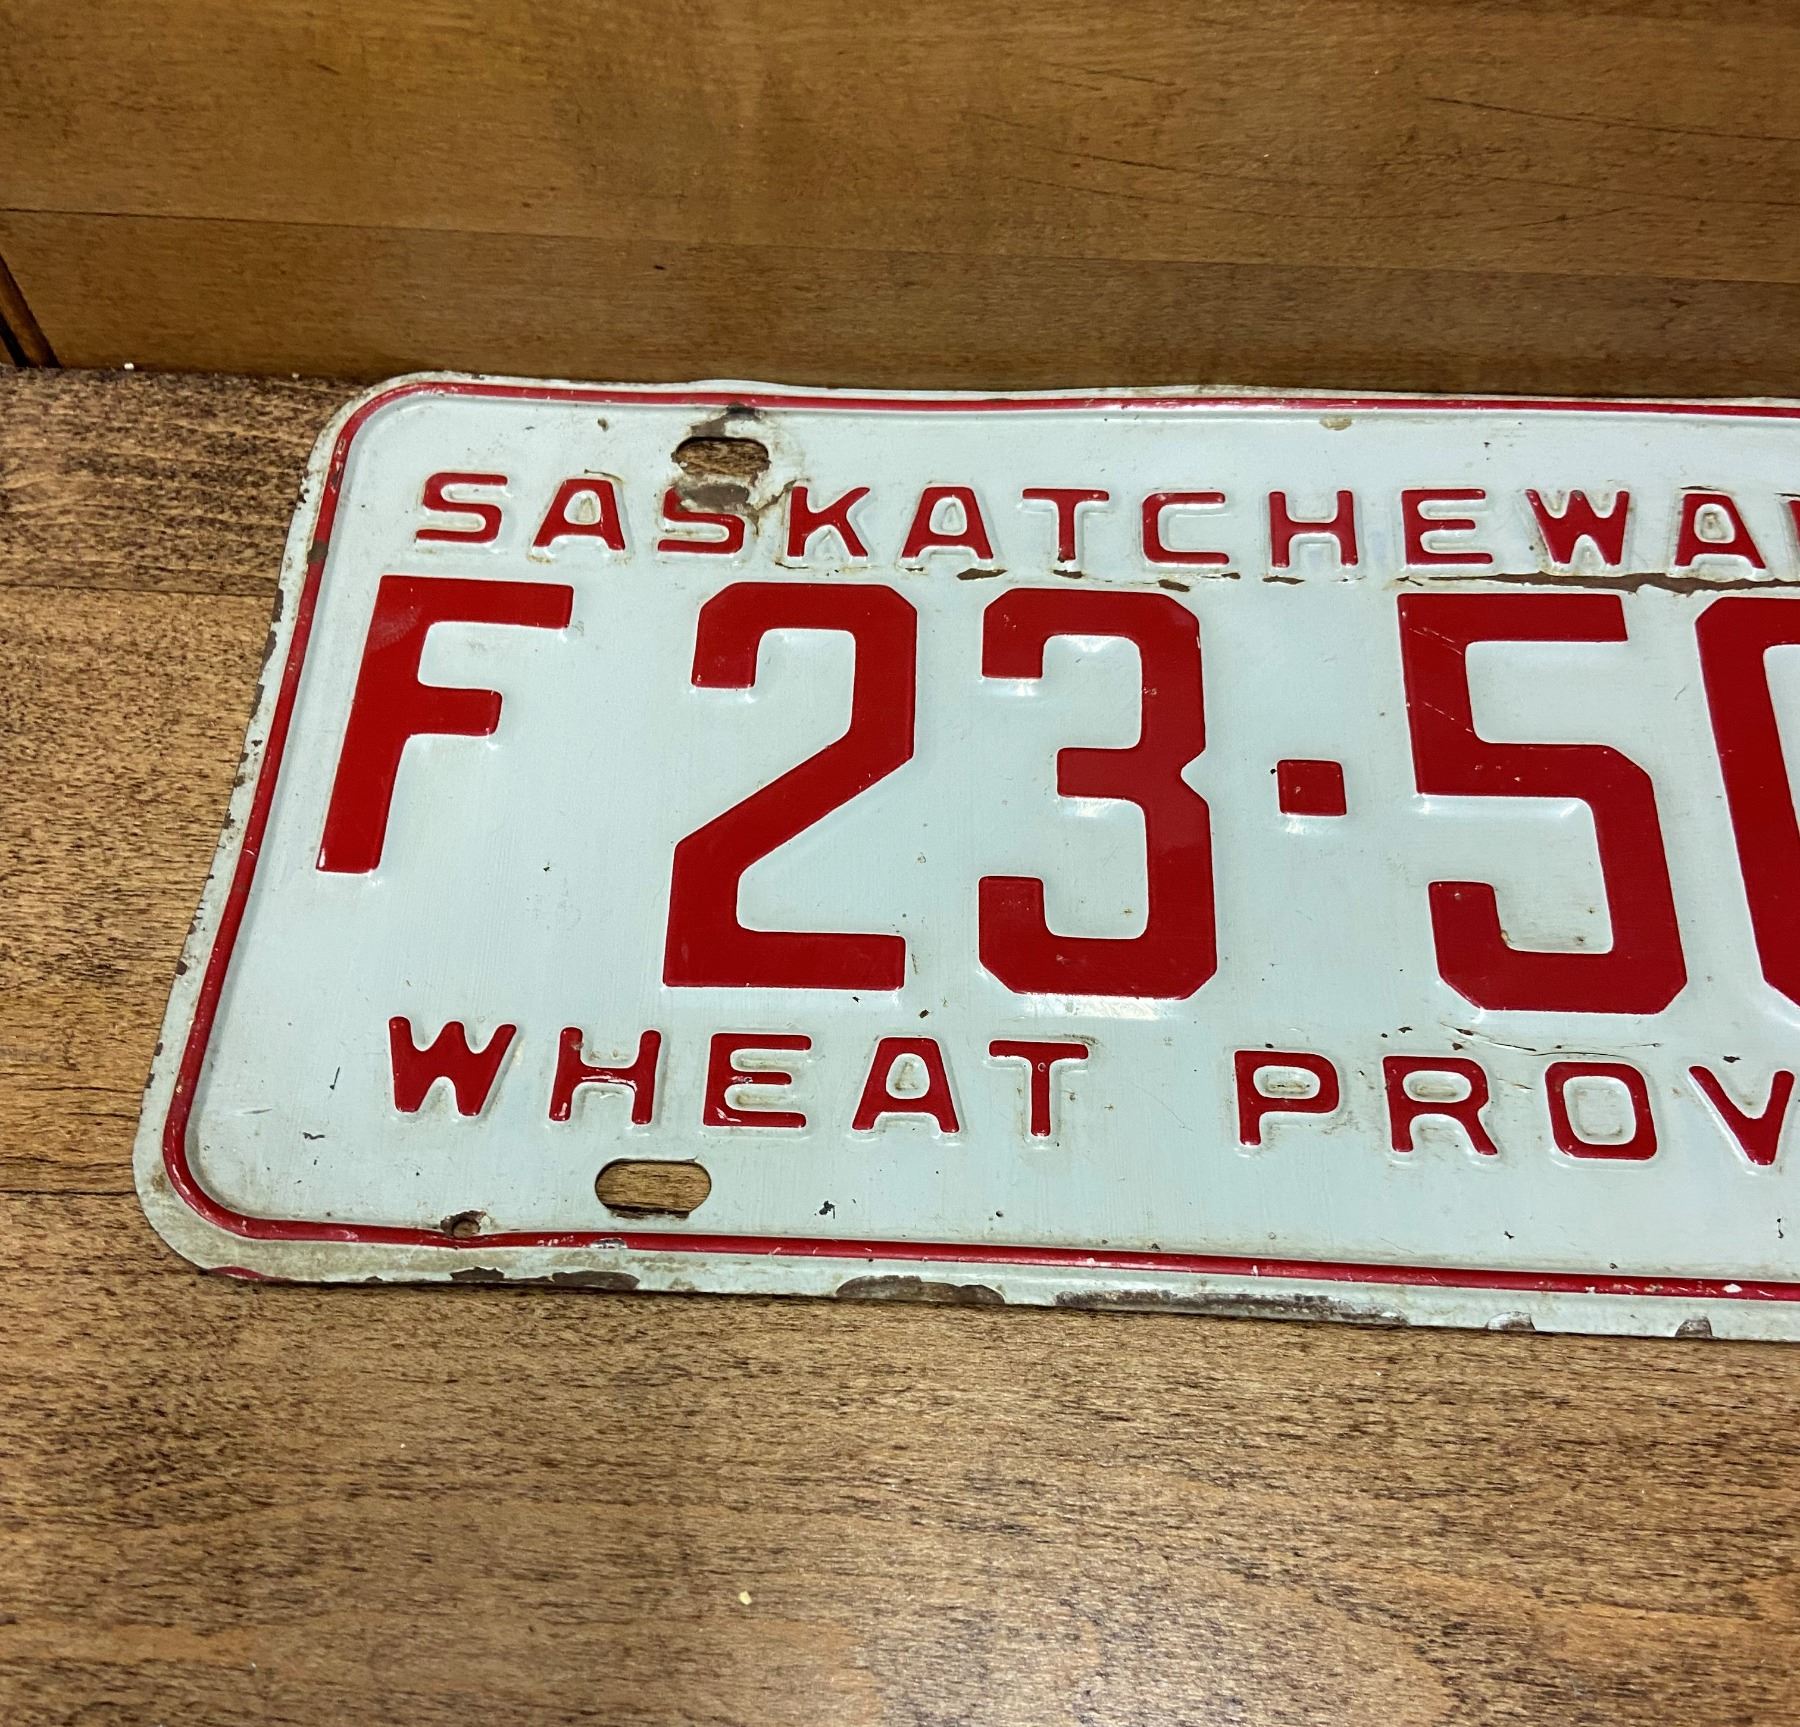 SASKATCHEWA
F 23·5
WHEAT PROV